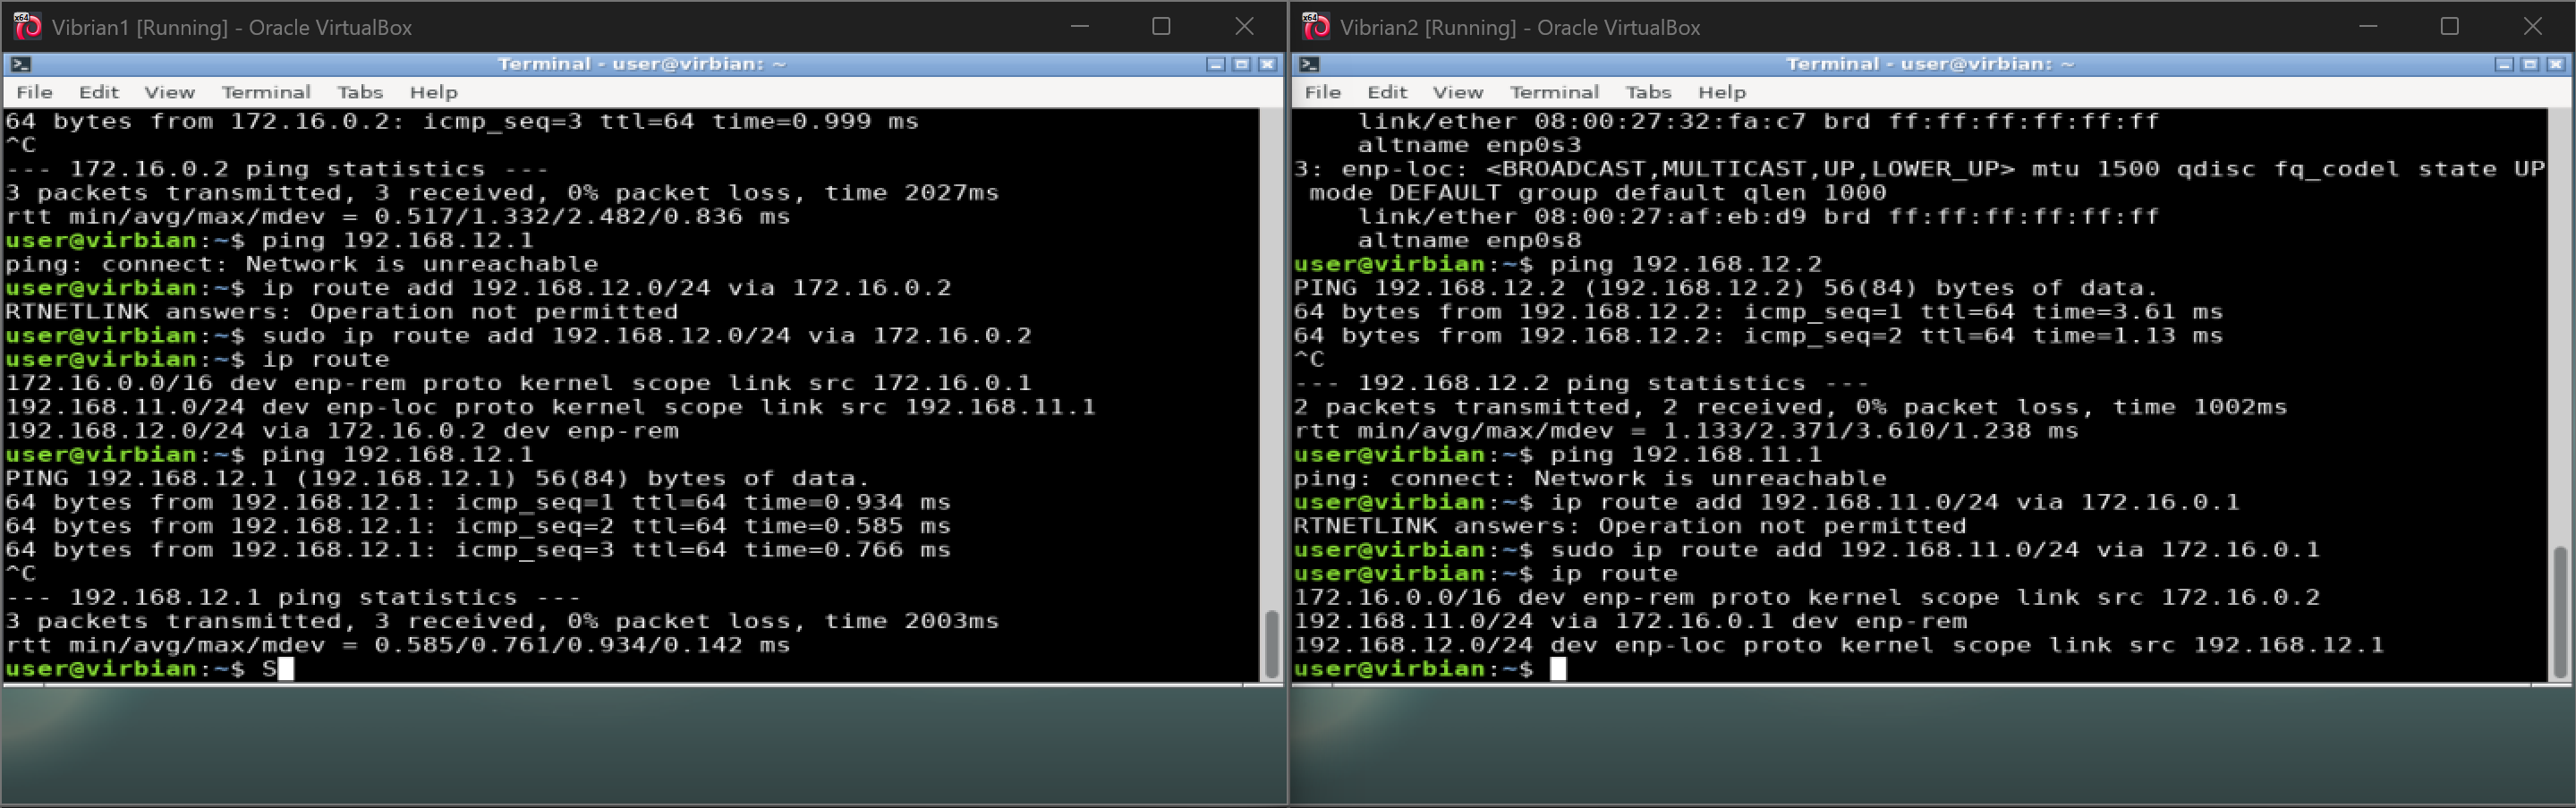 Vibrian1 [Running] - Oracle VirtualBox
Terminal - user@virbian: ~
File Edit View Terminal Tabs Help
64 bytes from 172.16.0.2: icmp_seq=3 ttl=64 time=0.999 ms
^C
--- 172.16.0.2 ping statistics ---
3 packets transmitted, 3 received, 0% packet loss, time 2027ms
rtt min/avg/max/mdev = 0.517/1.332/2.482/0.836 ms
user@virbian:~$ ping 192.168.12.1
ping: connect: Network is unreachable
user@virbian:~$ ip route add 192.168.12.0/24 via 172.16.0.2
RTNETLINK answers: Operation not permitted
user@virbian:~$ sudo ip route add 192.168.12.0/24 via 172.16.0.2
user@virbian:~$ ip route
172.16.0.0/16 dev enp-rem proto kernel scope link src 172.16.0.1
192.168.11.0/24 dev enp-loc proto kernel scope link src 192.168.11.1
192.168.12.0/24 via 172.16.0.2 dev enp-rem
user@virbian:~$ ping 192.168.12.1
PING 192.168.12.1 (192.168.12.1) 56(84) bytes of data.
64 bytes from 192.168.12.1: icmp_seq=1 ttl=64 time=0.934 ms
64 bytes from 192.168.12.1: icmp_seq=2 ttl=64 time=0.585 ms
64 bytes from 192.168.12.1: icmp_seq=3 ttl=64 time=0.766 ms
^C
--- 192.168.12.1 ping statistics ---
3 packets transmitted, 3 received, 0% packet loss, time 2003ms
rtt min/avg/max/mdev = 0.585/0.761/0.934/0.142 ms
user@virbian:~$ S
Vibrian2 [Running] - Oracle VirtualBox
Terminal - user@virbian: ~
File Edit View Terminal Tabs Help
link/ether 08:00:27:32:fa:c7 brd ff:ff:ff:ff:ff:ff
altname enp0s3
3: enp-loc: <BROADCAST,MULTICAST,UP,LOWER_UP> mtu 1500 qdisc fq_codel state UP
mode DEFAULT group default qlen 1000
link/ether 08:00:27:af:eb:d9 brd ff:ff:ff:ff:ff:ff
altname enp0s8
user@virbian:~$ ping 192.168.12.2
PING 192.168.12.2 (192.168.12.2) 56(84) bytes of data.
64 bytes from 192.168.12.2: icmp_seq=1 ttl=64 time=3.61 ms
64 bytes from 192.168.12.2: icmp_seq=2 ttl=64 time=1.13 ms
^C
--- 192.168.12.2 ping statistics ---
2 packets transmitted, 2 received, 0% packet loss, time 1002ms
rtt min/avg/max/mdev = 1.133/2.371/3.610/1.238 ms
user@virbian:~$ ping 192.168.11.1
ping: connect: Network is unreachable
user@virbian:~$ ip route add 192.168.11.0/24 via 172.16.0.1
RTNETLINK answers: Operation not permitted
user@virbian:~$ sudo ip route add 192.168.11.0/24 via 172.16.0.1
user@virbian:~$ ip route
172.16.0.0/16 dev enp-rem proto kernel scope link src 172.16.0.2
192.168.11.0/24 via 172.16.0.1 dev enp-rem
192.168.12.0/24 dev enp-loc proto kernel scope link src 192.168.12.1
user@virbian:~$